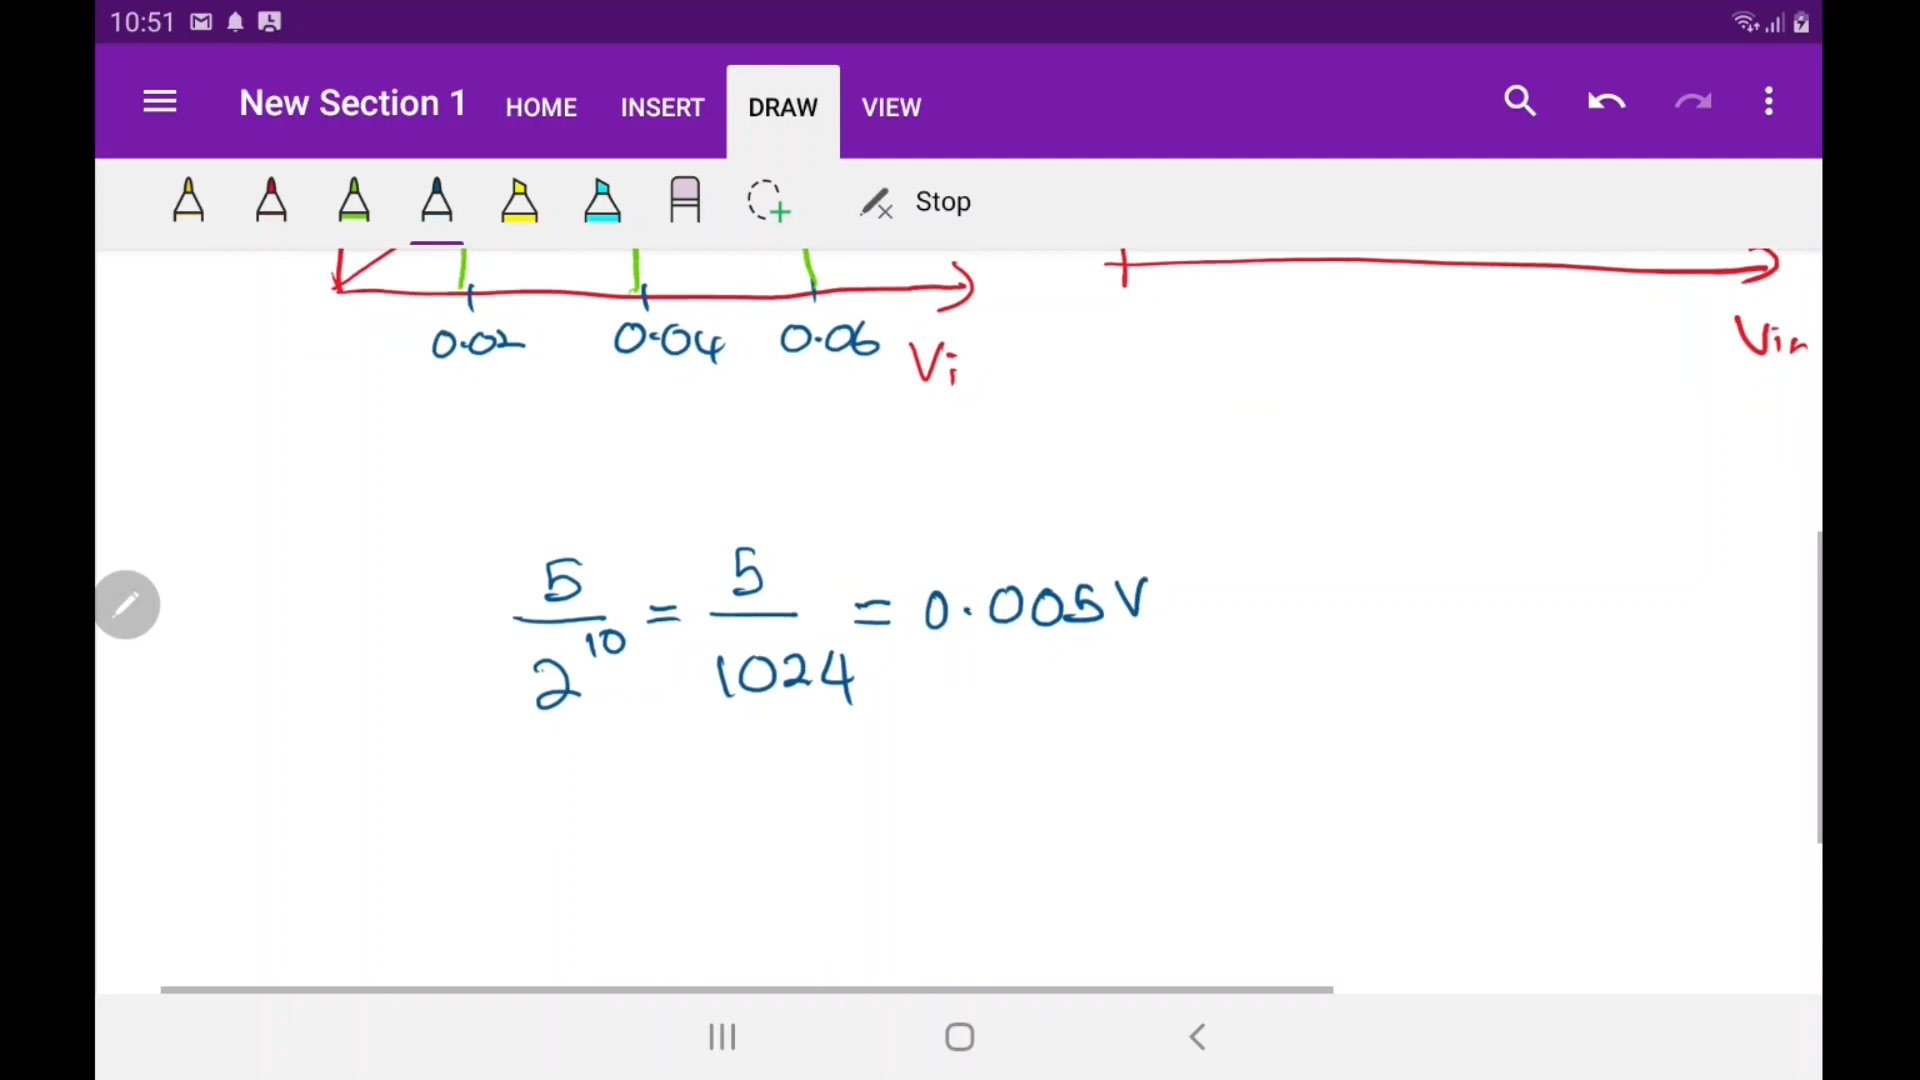 10:51
New Section 1 HOME INSERT DRAW VIEW
Stop
0.02 0.04 0.06 Vi
Vin
5/2^10 = 5/1024 = 0.005V